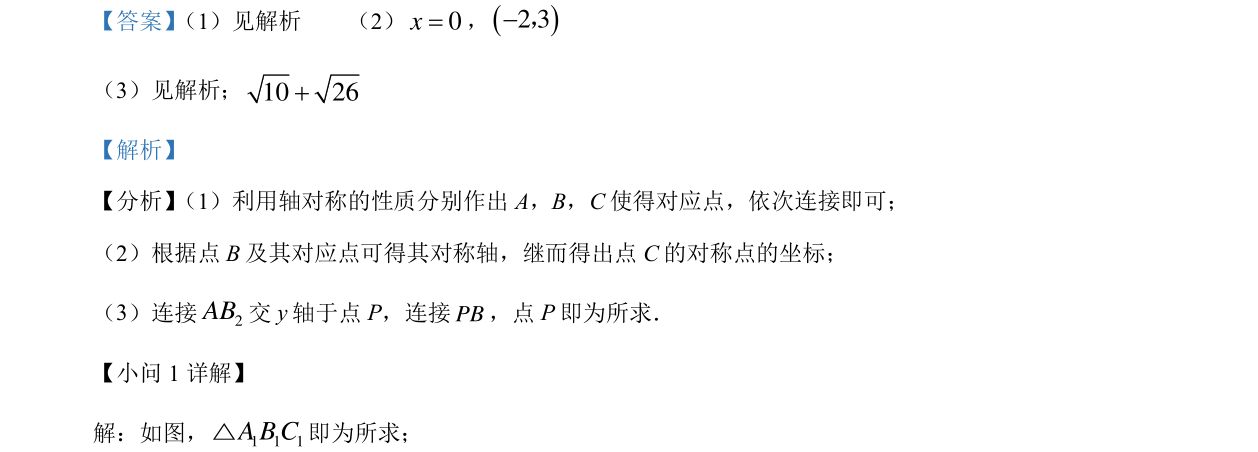 【答案】（1）见解析　　（2）x = 0，(−2,3)
（3）见解析；√10 + √26
【解析】
【分析】（1）利用轴对称的性质分别作出 A，B，C 使得对应点，依次连接即可；
（2）根据点 B 及其对应点可得其对称轴，继而得出点 C 的对称点的坐标；
（3）连接 AB₂ 交 y 轴于点 P，连接 PB，点 P 即为所求．
【小问 1 详解】
解：如图，△A₁B₁C₁ 即为所求；